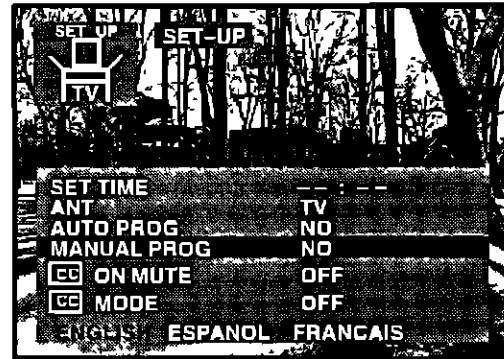 SET UP
SET-UP
TV
SET TIME --:--
ANT TV
AUTO PROG NO
MANUAL PROG NO
CC ON MUTE OFF
CC MODE OFF
ENGLISH ESPANOL FRANCAIS